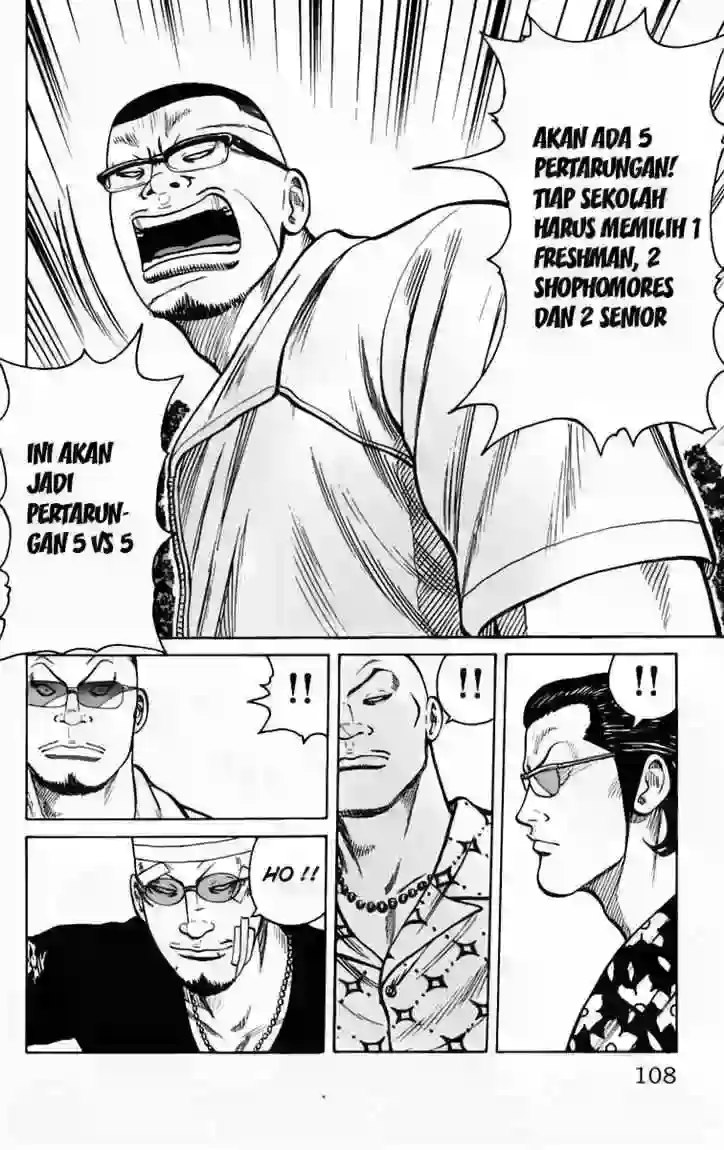 AKAN ADA 5
PERTARUNGAN!
TIAP SEKOLAH
HARUS MEMILIH 1
FRESHMAN, 2
SHOPHOMORES
DAN 2 SENIOR
INI AKAN
JADI
PERTARUN-
GAN 5 VS 5
!!
!!
!!
HO !!
108